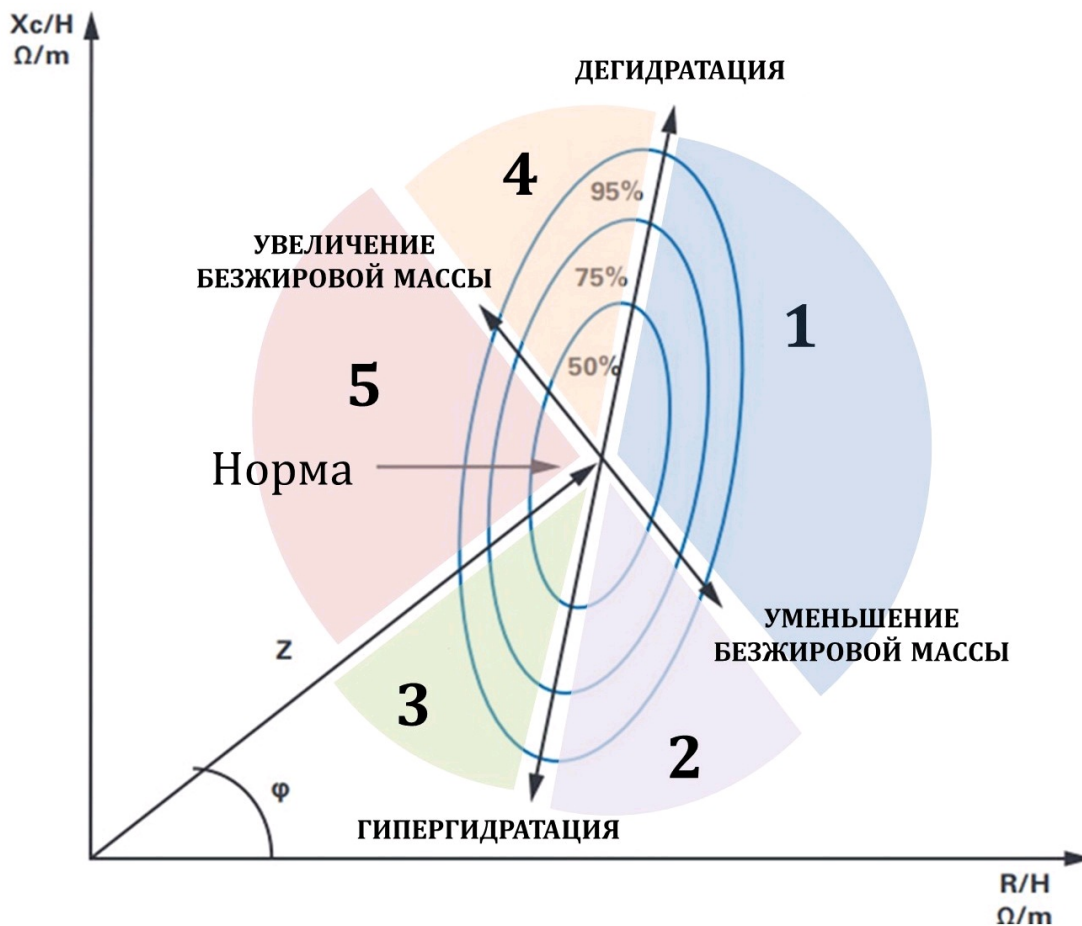 Xc/H
Ω/m
ДЕГИДРАТАЦИЯ
4
95%
УВЕЛИЧЕНИЕ
БЕЗЖИРОВОЙ МАССЫ
75%
1
50%
5
Норма
УМЕНЬШЕНИЕ
БЕЗЖИРОВОЙ МАССЫ
Z
3
2
φ
ГИПЕРГИДРАТАЦИЯ
R/H
Ω/m